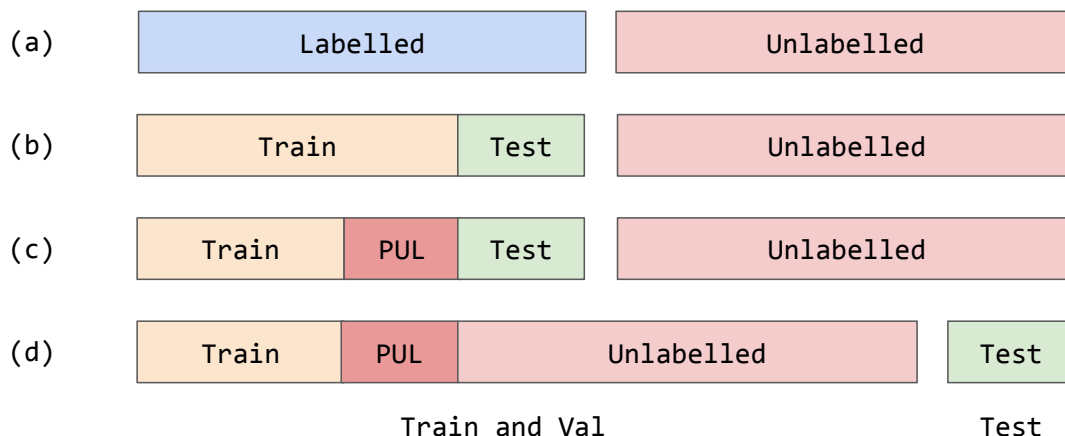 (a) Labelled Unlabelled
(b) Train Test Unlabelled
(c) Train PUL Test Unlabelled
(d) Train PUL Unlabelled Test
Train and Val Test